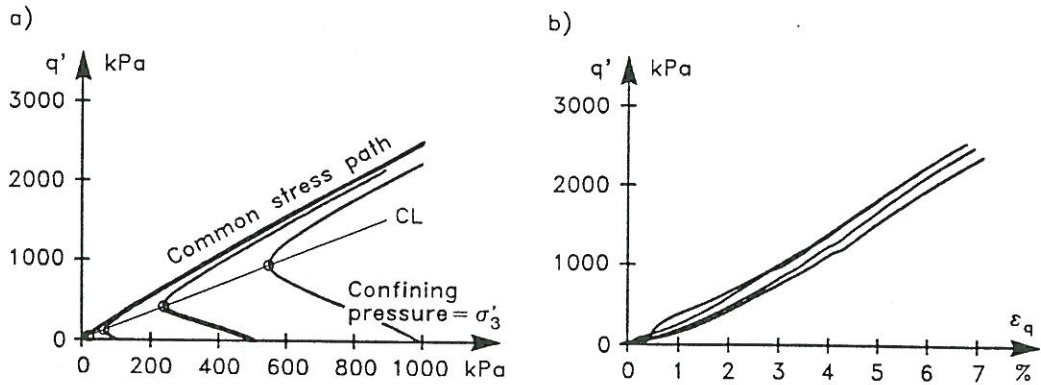 a)
q' kPa
3000
2000
1000
0
0 200 400 600 800 1000 kPa
Common stress path
CL
Confining
pressure = σ'₃
b)
q' kPa
3000
2000
1000
0
0 1 2 3 4 5 6 7 %
ε_q